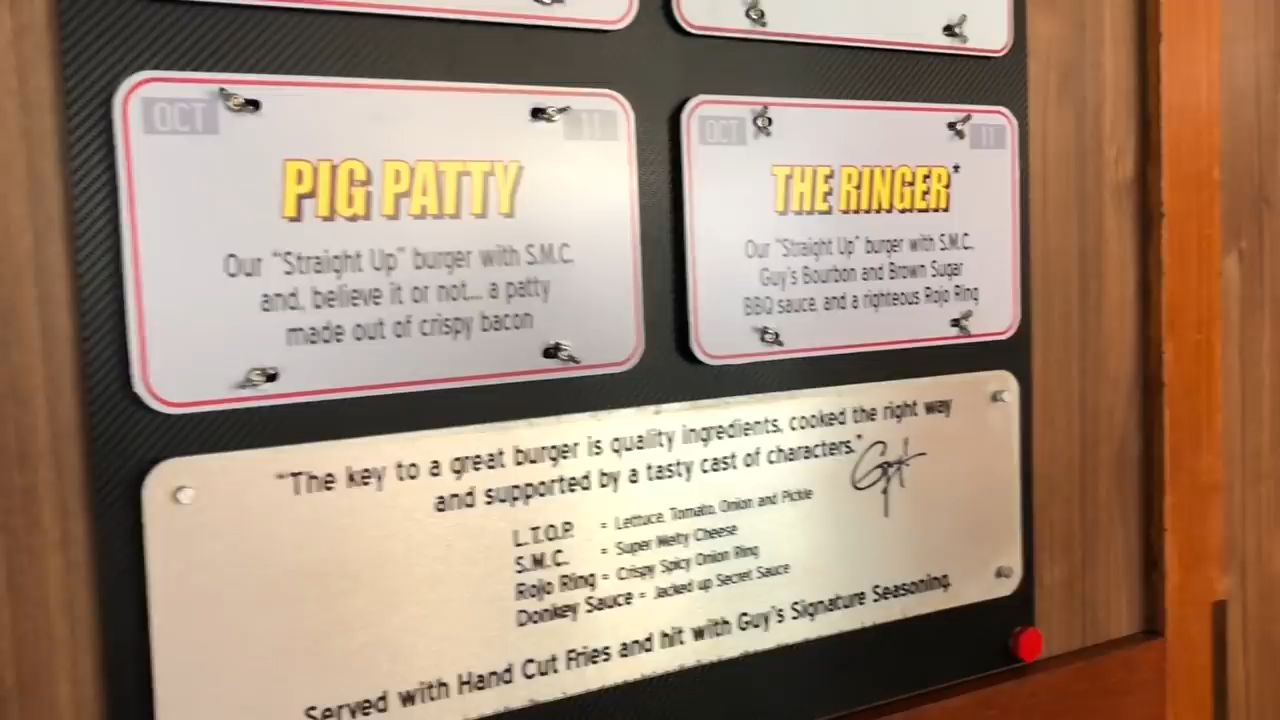 OCT 11
PIG PATTY
Our "Straight Up" burger with S.M.C.
and, believe it or not... a patty
made out of crispy bacon
OCT 11
THE RINGER*
Our "Straight Up" burger with S.M.C.
Guy's Bourbon and Brown Sugar
BBQ sauce, and a righteous Rojo Ring
"The key to a great burger is quality ingredients, cooked the right way
and supported by a tasty cast of characters."
L.T.O.P. = Lettuce, Tomato, Onion and Pickle
S.M.C. = Super Melty Cheese
Rojo Ring = Crispy Spicy Onion Ring
Donkey Sauce = Jacked up Secret Sauce
Served with Hand Cut Fries and hit with Guy's Signature Seasoning.